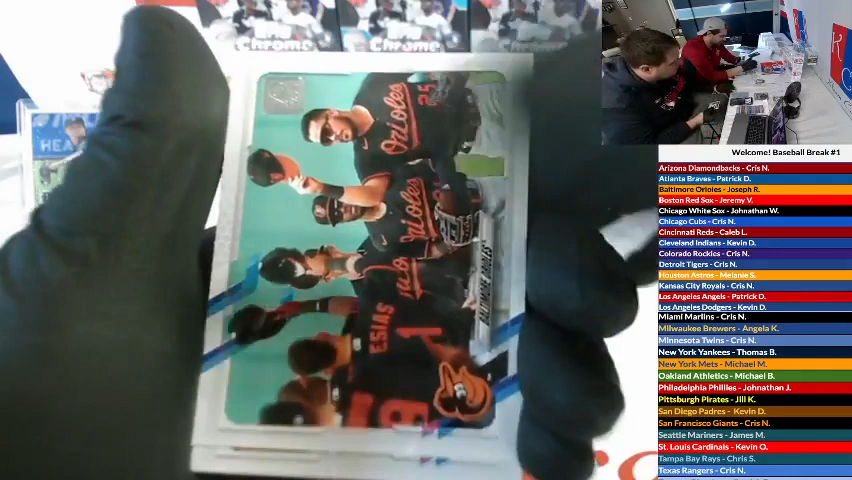 Chrome
Chrome
Chrome
HEA
Orioles
25
Orioles
ESIAS
19
BALTIMORE ORIOLES
Welcome! Baseball Break #1
Arizona Diamondbacks - Cris N.
Atlanta Braves - Patrick D.
Baltimore Orioles - Joseph R.
Boston Red Sox - Jeremy V.
Chicago White Sox - Johnathan W.
Chicago Cubs - Cris N.
Cincinnati Reds - Caleb L.
Cleveland Indians - Kevin D.
Colorado Rockies - Cris N.
Detroit Tigers - Cris N.
Houston Astros - Melanie S.
Kansas City Royals - Cris N.
Los Angeles Angels - Patrick D.
Los Angeles Dodgers - Kevin D.
Miami Marlins - Cris N.
Milwaukee Brewers - Angela K.
Minnesota Twins - Cris N.
New York Yankees - Thomas B.
New York Mets - Michael M.
Oakland Athletics - Michael B.
Philadelphia Phillies - Johnathan J.
Pittsburgh Pirates - Jill K.
San Diego Padres - Kevin D.
San Francisco Giants - Cris N.
Seattle Mariners - James M.
St. Louis Cardinals - Kevin O.
Tampa Bay Rays - Chris S.
Texas Rangers - Cris N.